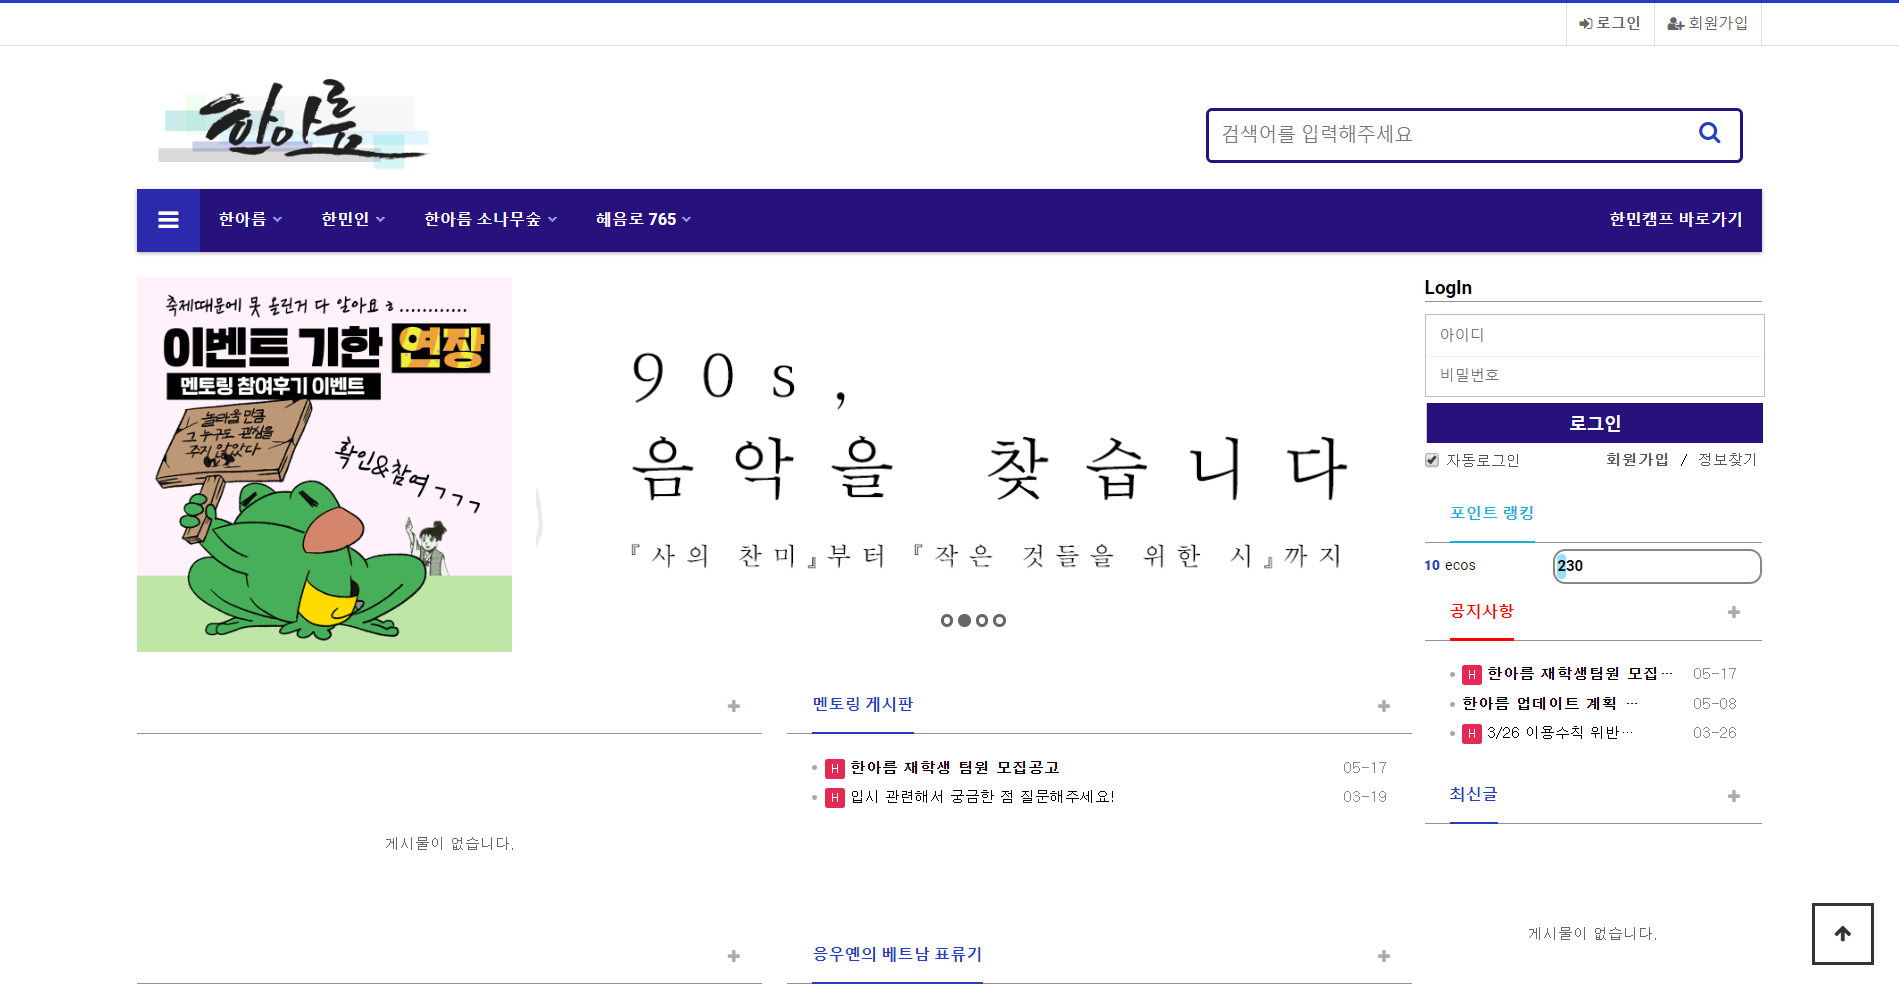 로그인
회원가입
한아름
검색어를 입력해주세요
한아름
한민인
한아름 소나무숲
헤음로 765
한민캠프 바로가기
축제때문에 못 올린거 다 알아요 ㅎ............
이벤트 기한 연장
멘토링 참여후기 이벤트
놀라울 만큼
그 누구도 관심을
주지 않았다
확인&참여 ㄱㄱㄱ
90s,
음악을 찾습니다
『사의 찬미』부터 『작은 것들을 위한 시』까지
LogIn
아이디
비밀번호
로그인
자동로그인
회원가입 / 정보찾기
포인트 랭킹
10 ecos 230
공지사항
H 한아름 재학생팀원 모집… 05-17
한아름 업데이트 계획 … 05-08
H 3/26 이용수칙 위반… 03-26
최신글
게시물이 없습니다.
멘토링 게시판
H 한아름 재학생 팀원 모집공고 05-17
H 입시 관련해서 궁금한 점 질문해주세요! 03-19
게시물이 없습니다.
응우옌의 베트남 표류기